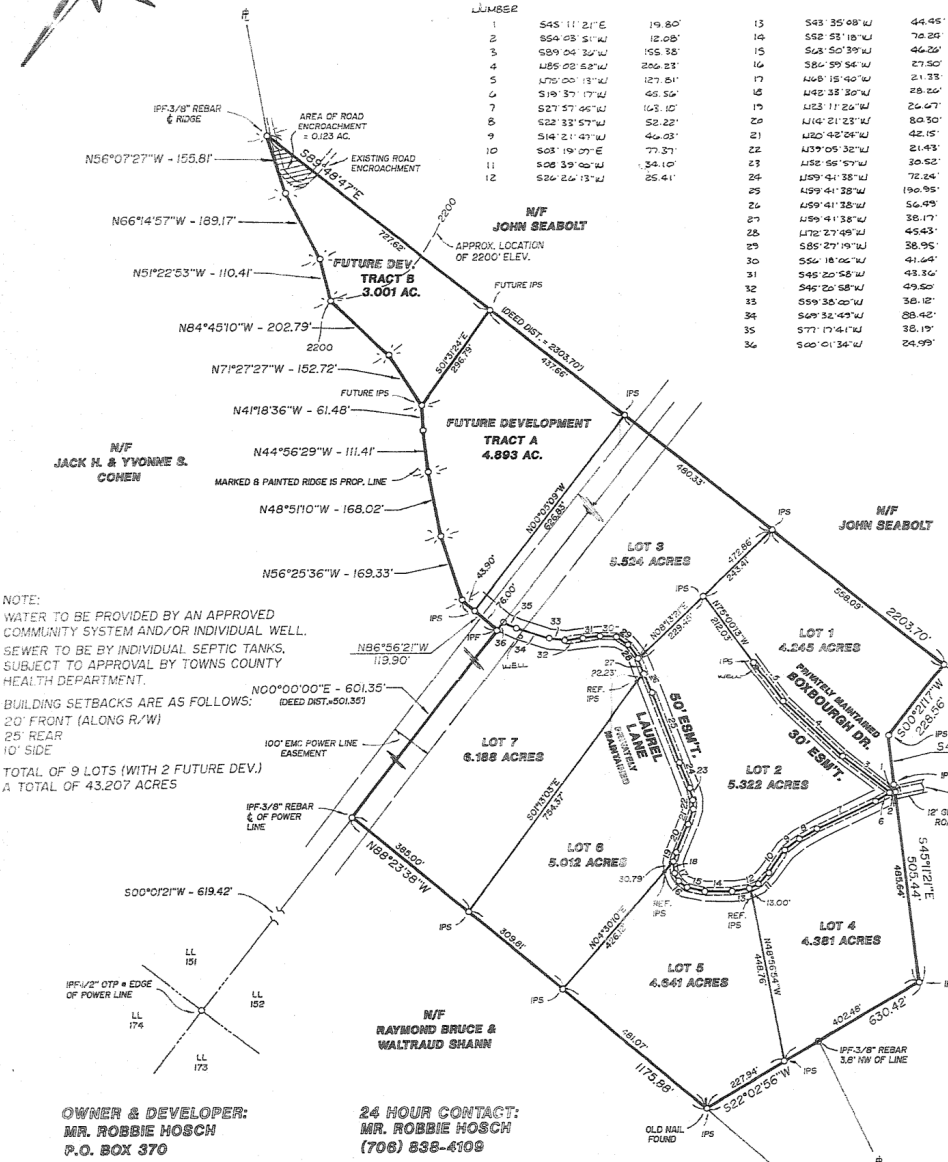 NUMBER
1 S45°11'21"E 19.80'
2 S54°03'51"W 12.08'
3 S89°04'36"W 155.38'
4 N85°02'52"W 206.23'
5 N75°00'13"W 127.81'
6 S19°37'17"W 45.56'
7 S27°57'45"W 163.10'
8 S22°33'57"W 52.22'
9 S14°21'47"W 46.03'
10 S03°19'07"E 77.37'
11 S08°39'00"W 34.10'
12 S26°26'13"W 25.41'
13 S43°35'08"W 44.45'
14 S52°53'18"W 70.24'
15 S63°50'39"W 46.26'
16 S86°59'54"W 27.50'
17 N68°15'40"W 21.33'
18 N42°33'30"W 28.26'
19 N23°11'26"W 26.67'
20 N14°21'23"W 80.30'
21 N20°42'24"W 42.15'
22 N39°05'32"W 21.43'
23 N52°55'57"W 30.52'
24 N59°41'38"W 72.24'
25 N59°41'38"W 190.95'
26 N59°41'38"W 56.49'
27 N59°41'38"W 38.17'
28 N72°27'49"W 45.43'
29 S85°27'19"W 38.95'
30 S56°18'06"W 41.64'
31 S45°20'58"W 43.36'
32 S45°20'58"W 49.50'
33 S59°38'00"W 38.12'
34 S69°32'49"W 88.42'
35 S77°17'41"W 38.19'
36 S00°01'34"W 24.99'
IPF-3/8" REBAR
¢ RIDGE
AREA OF ROAD
ENCROACHMENT
= 0.123 AC.
EXISTING ROAD
ENCROACHMENT
N56°07'27"W - 155.81'
S89°48'47"E
N66°14'57"W - 189.17'
2200
N/F
JOHN SEABOLT
727.62'
APPROX. LOCATION
OF 2200' ELEV.
N51°22'53"W - 110.41'
FUTURE DEV.
TRACT B
3.001 AC.
FUTURE IPS
N84°45'10"W - 202.79'
2200
(DEED DIST. = 2303.70')
437.66'
S01°31'24"E
296.79'
N71°27'27"W - 152.72'
FUTURE IPS
IPS
N41°18'36"W - 61.48'
FUTURE DEVELOPMENT
TRACT A
4.893 AC.
N44°56'29"W - 111.41'
N/F
JACK H. & YVONNE S.
COHEN
480.33'
MARKED & PAINTED RIDGE IS PROP. LINE
N48°51'10"W - 168.02'
N00°05'09"W
626.85'
IPS
N/F
JOHN SEABOLT
N56°25'36"W - 169.33'
LOT 3
5.524 ACRES
472.86'
243.41'
558.09'
2203.70'
NOTE:
WATER TO BE PROVIDED BY AN APPROVED
COMMUNITY SYSTEM AND/OR INDIVIDUAL WELL.
SEWER TO BE BY INDIVIDUAL SEPTIC TANKS,
SUBJECT TO APPROVAL BY TOWNS COUNTY
HEALTH DEPARTMENT.
BUILDING SETBACKS ARE AS FOLLOWS:
20' FRONT (ALONG R/W)
25' REAR
10' SIDE
TOTAL OF 9 LOTS (WITH 2 FUTURE DEV.)
A TOTAL OF 43.207 ACRES
43.90'
76.00'
IPS
IPF
36
35
34
33
32
31
30
29
WELL
N86°56'21"W
119.90'
IPS
N75°00'13"W
212.05'
LOT 1
4.245 ACRES
IPS
WELL
PRIVATELY MAINTAINED
BOXBOURGH DR.
30' ESM'T.
S00°21'17"W
228.56'
IPS
N00°00'00"E - 601.35'
(DEED DIST.=501.35')
27
22.23'
REF.
IPS
26
50' ESM'T.
LAUREL
LANE
PRIVATELY
MAINTAINED
100' EMC POWER LINE
EASEMENT
LOT 7
6.188 ACRES
LOT 2
5.322 ACRES
IPF-3/8" REBAR
¢ OF POWER
LINE
S01°13'03"E
754.37'
385.00'
N88°23'38"W
LOT 6
5.012 ACRES
30.79'
REF.
IPS
REF.
IPS
13.00'
S45°11'21"E
505.44'
485.64'
S00°01'21"W - 619.42'
IPS
309.81'
N04°30'10"E
N48°56'54"W
448.76'
LOT 4
4.381 ACRES
LOT 5
4.641 ACRES
LL
151
LL
152
LL
174
LL
173
IPF-1/2" OTP @ EDGE
OF POWER LINE
IPS
N/F
RAYMOND BRUCE &
WALTRAUD SHANN
481.07'
1175.88'
402.48'
630.42'
IPF-3/8" REBAR
3.8' NW OF LINE
IPS
227.94'
S22°02'56"W
OLD NAIL
FOUND
IPS
OWNER & DEVELOPER:
MR. ROBBIE HOSCH
P.O. BOX 370
24 HOUR CONTACT:
MR. ROBBIE HOSCH
(706) 838-4109